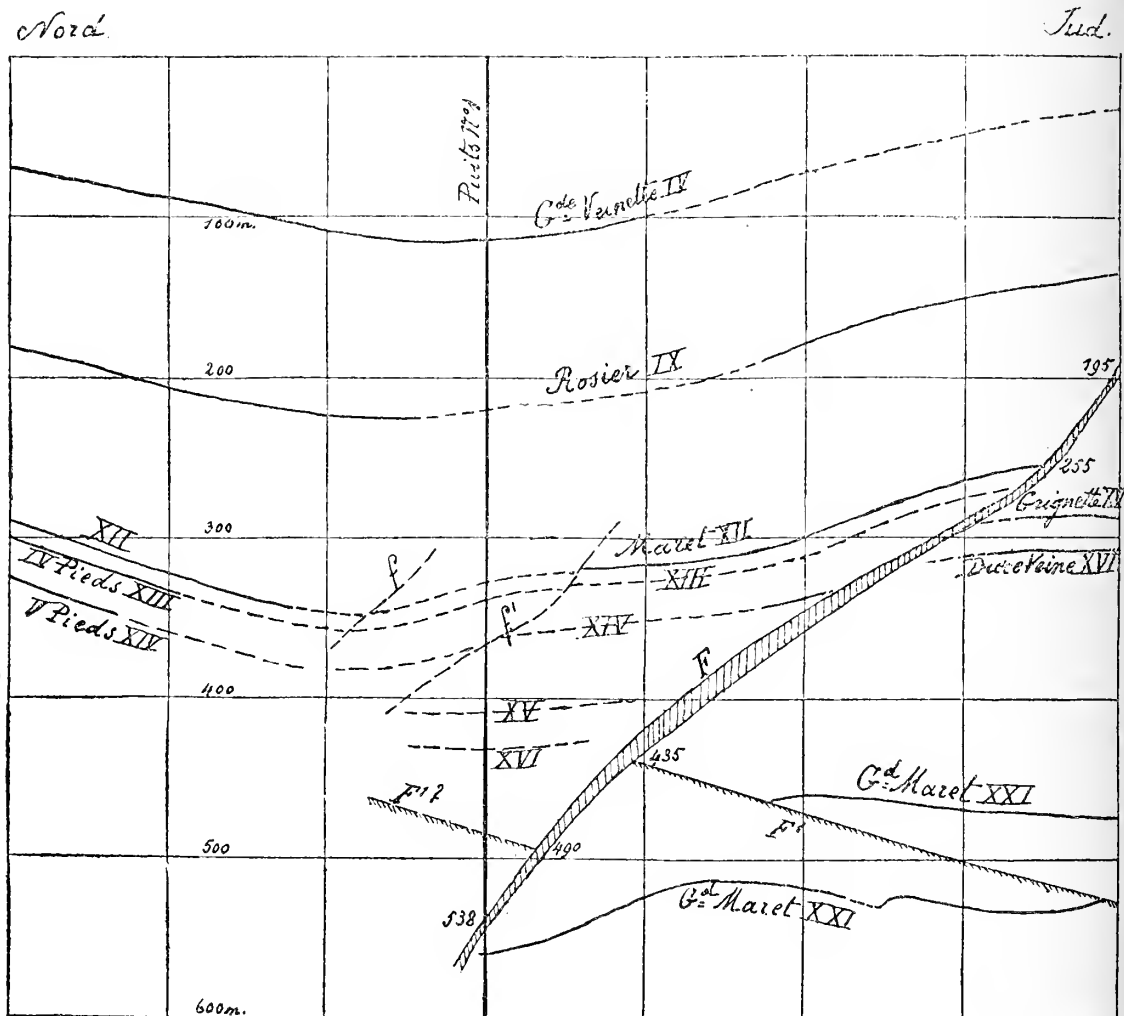 Nord.
Sud.
Puits n°1
Gde Veinette IV
100m.
Rosier IX
200
195
255
Grignette XV
300
XII
Maret XII
IV Pieds XIII
f
XIII
Dure Veine XVI
V Pieds XIV
f'
XIV
F
400
XV
XVI
435
Gd Maret XXI
F'?
F'
500
490
Gd Maret XXI
538
600m.